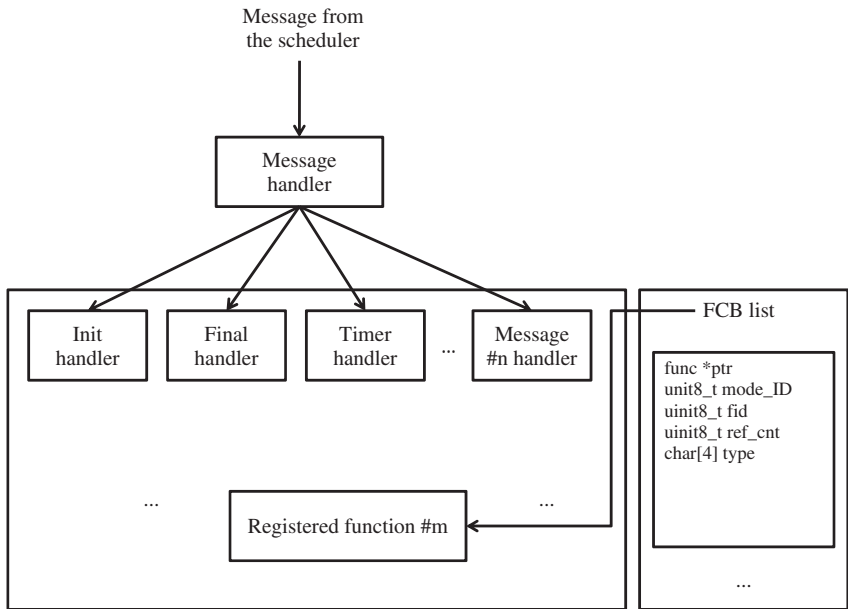 Message from
the scheduler
Message
handler
Init
handler
Final
handler
Timer
handler
...
Message
#n handler
FCB list
func *ptr
unit8_t mode_ID
uinit8_t fid
uinit8_t ref_cnt
char[4] type
...
...
Registered function #m
...